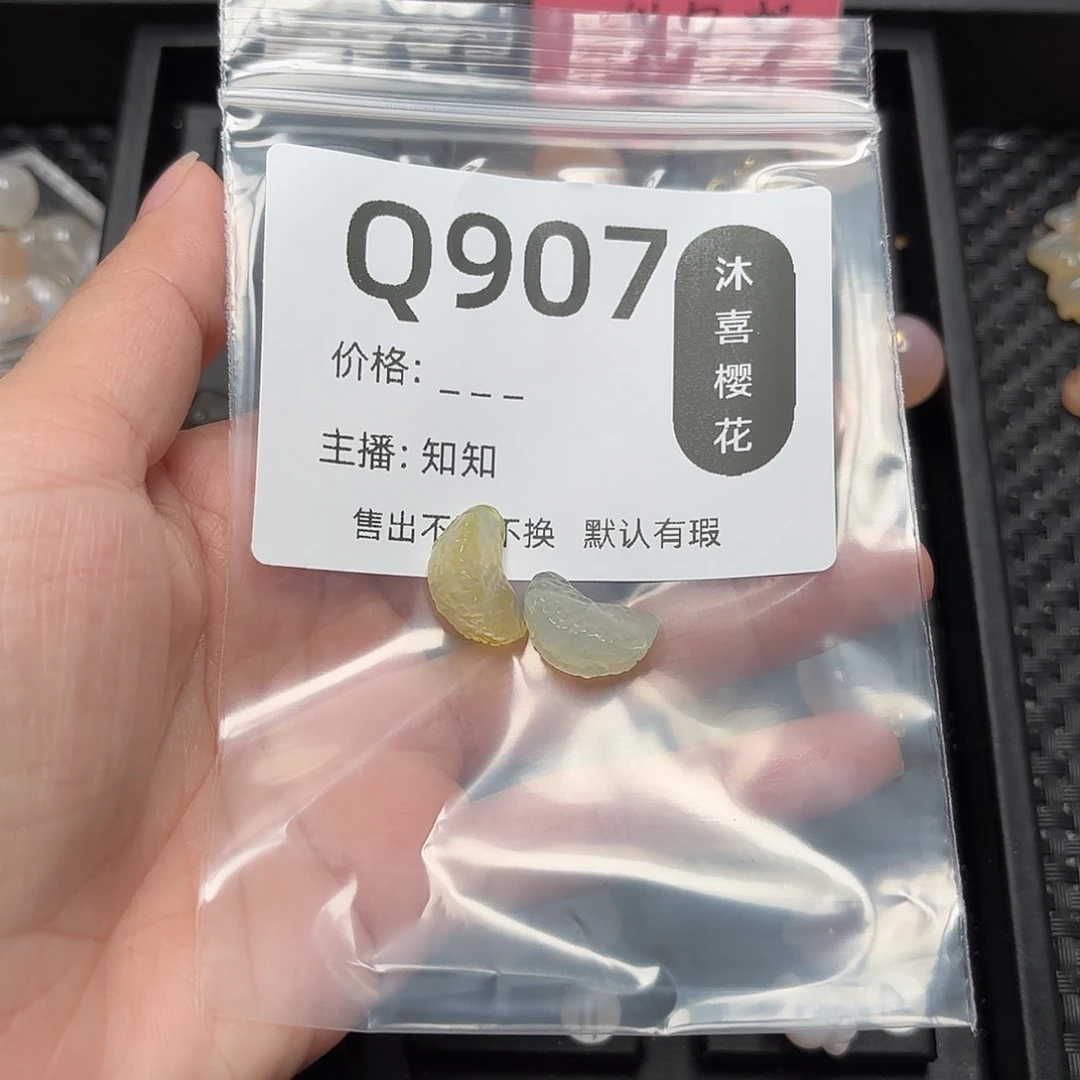 Q907
沐喜樱花
价格: _ _ _
主播: 知知
售出不 不换 默认有瑕